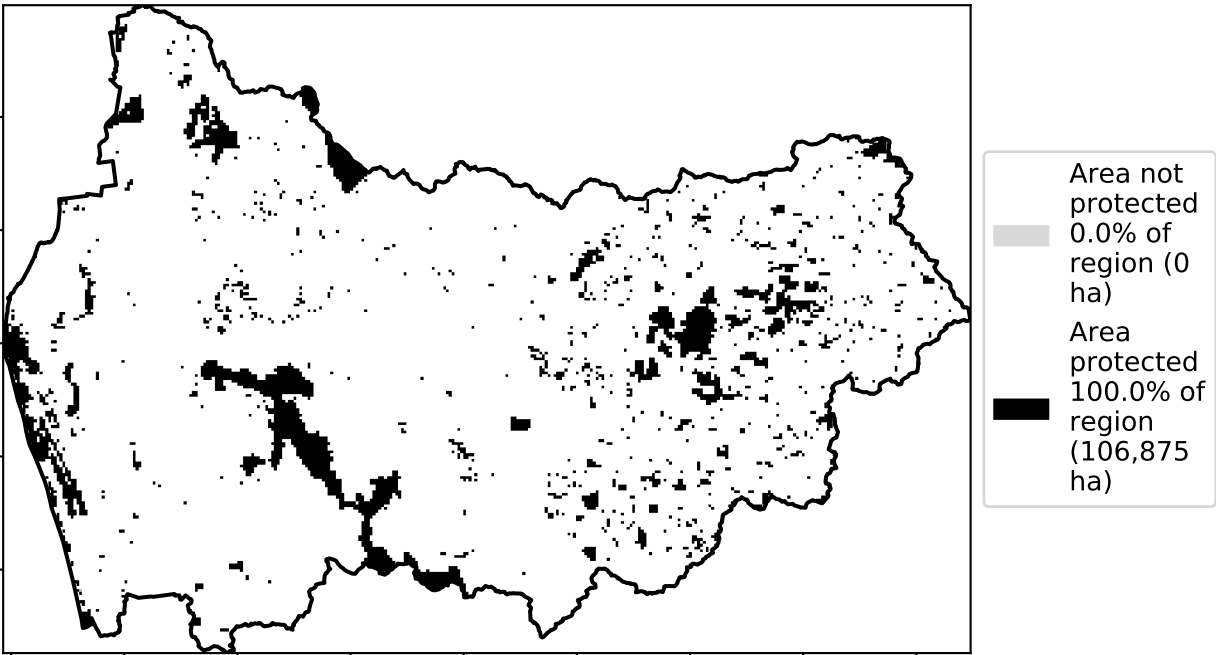 Area not
protected
0.0% of
region (0
ha)
Area
protected
100.0% of
region
(106,875
ha)